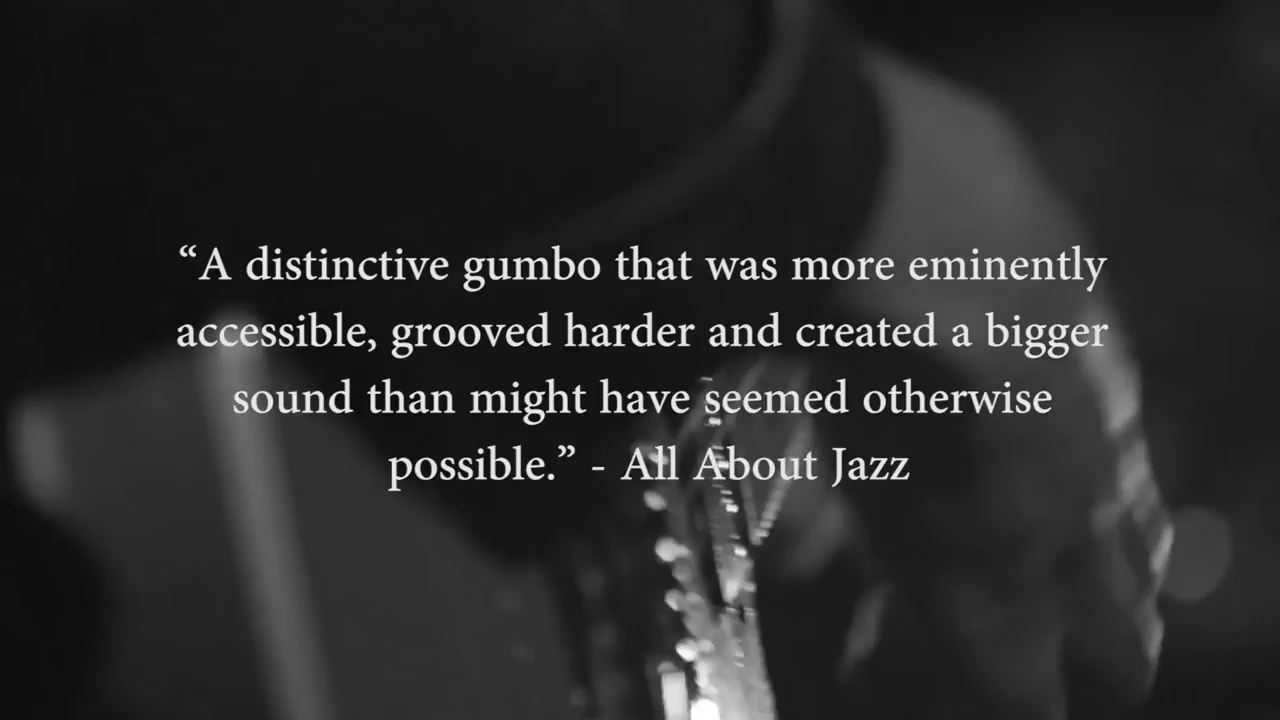 “A distinctive gumbo that was more eminently
accessible, grooved harder and created a bigger
sound than might have seemed otherwise
possible.” - All About Jazz